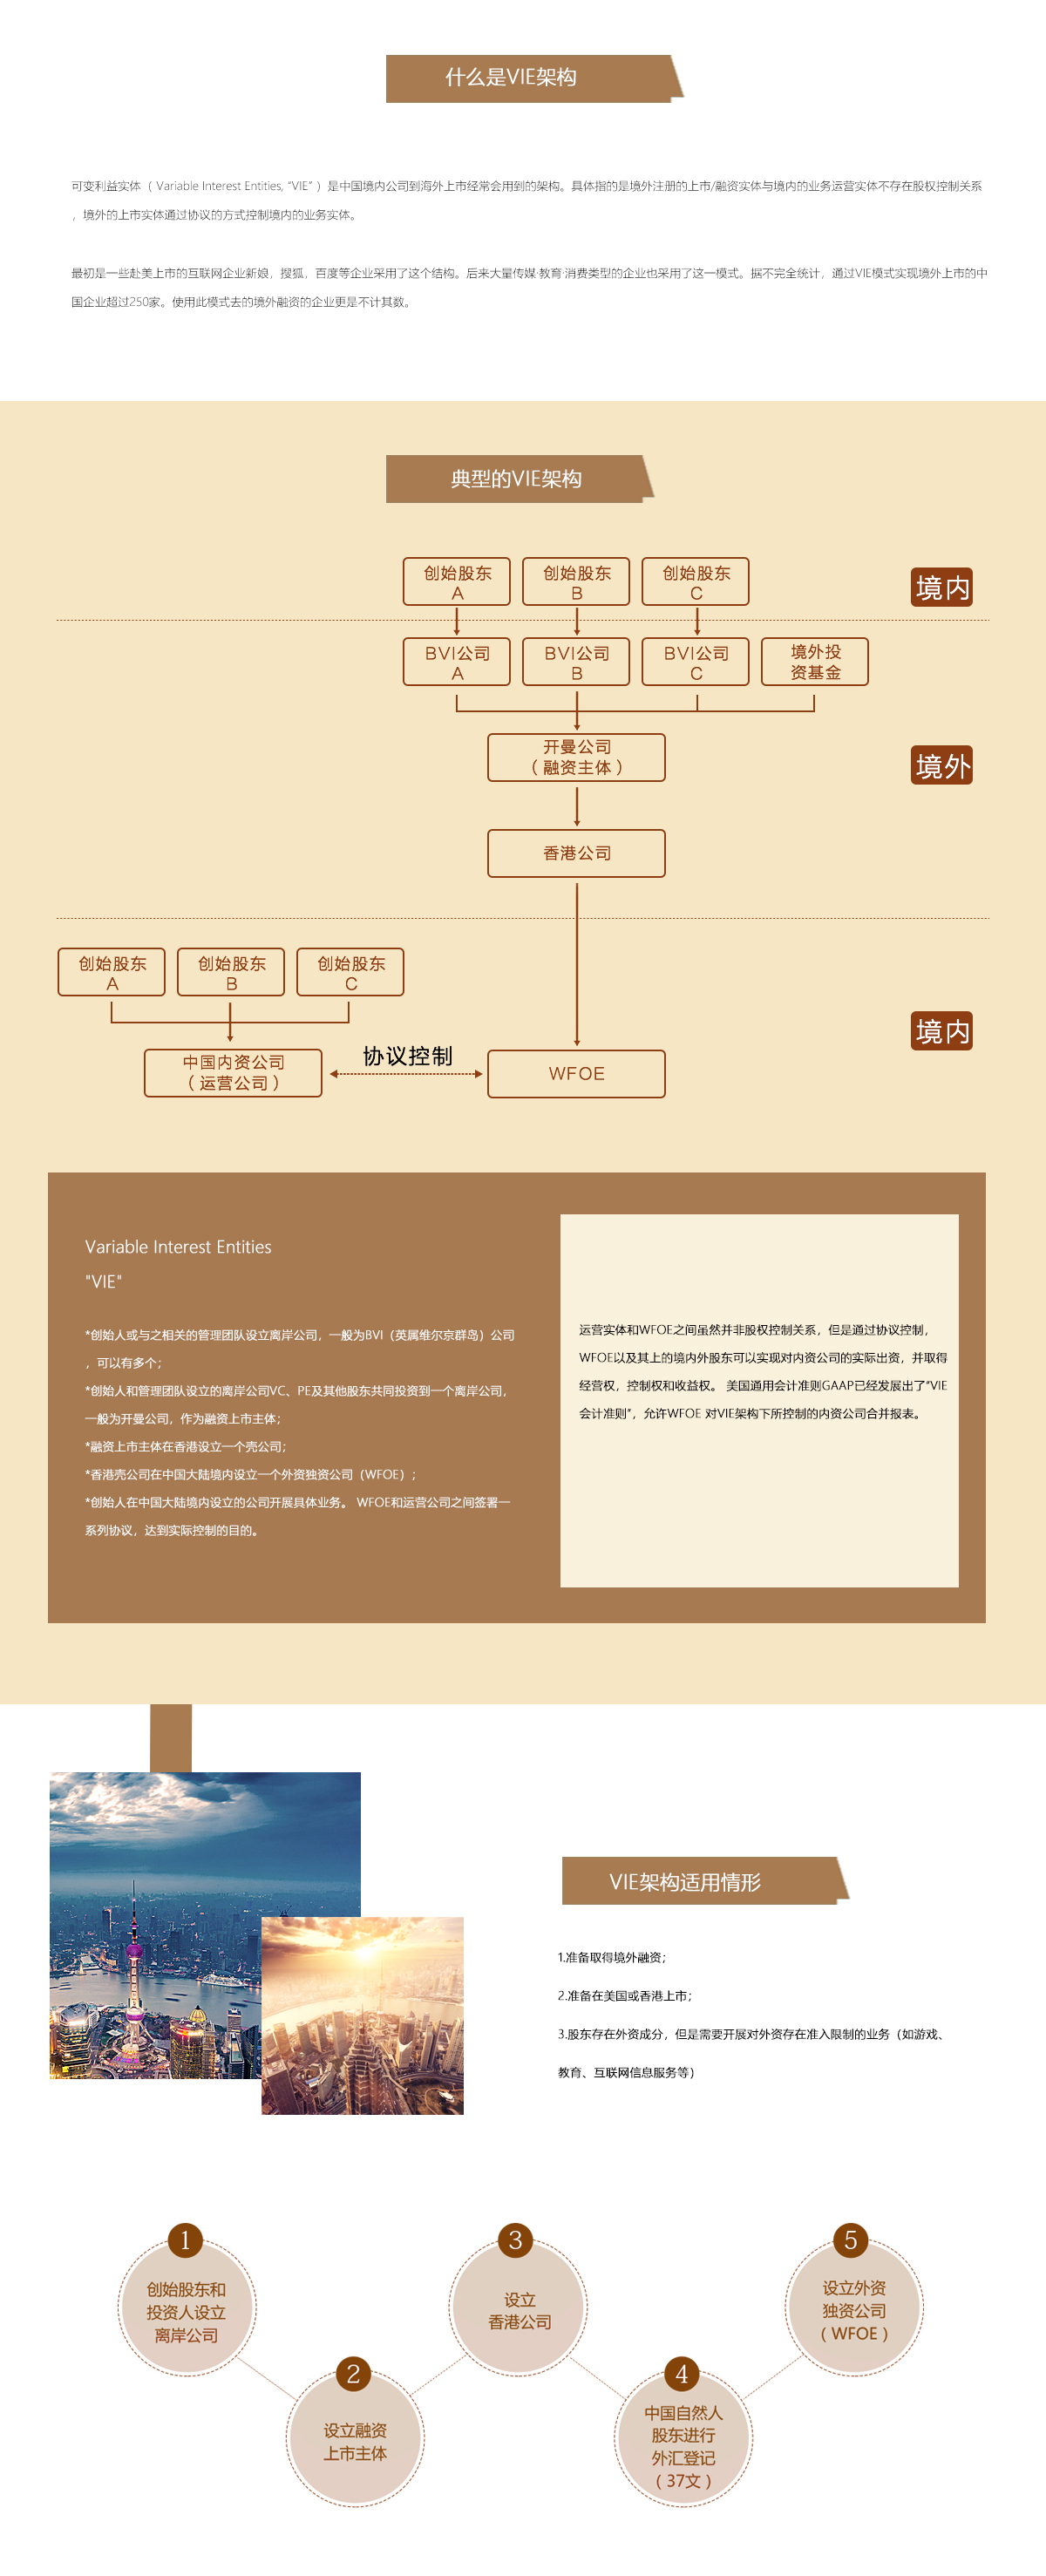 什么是VIE架构
可变利益实体（ Variable Interest Entities, “VIE” ）是中国境内公司到海外上市经常会用到的架构。具体指的是境外注册的上市/融资实体与境内的业务运营实体不存在股权控制关系
，境外的上市实体通过协议的方式控制境内的业务实体。
最初是一些赴美上市的互联网企业新娘，搜狐，百度等企业采用了这个结构。后来大量传媒·教育·消费类型的企业也采用了这一模式。据不完全统计，通过VIE模式实现境外上市的中
国企业超过250家。使用此模式去的境外融资的企业更是不计其数。
典型的VIE架构
创始股东
A
创始股东
B
创始股东
C
境内
BVI公司
A
BVI公司
B
BVI公司
C
境外投
资基金
开曼公司
（融资主体）
境外
香港公司
创始股东
A
创始股东
B
创始股东
C
境内
中国内资公司
（运营公司）
协议控制
WFOE
Variable Interest Entities
"VIE"
*创始人或与之相关的管理团队设立离岸公司，一般为BVI（英属维尔京群岛）公司
，可以有多个；
*创始人和管理团队设立的离岸公司VC、PE及其他股东共同投资到一个离岸公司，
一般为开曼公司，作为融资上市主体；
*融资上市主体在香港设立一个壳公司；
*香港壳公司在中国大陆境内设立一个外资独资公司（WFOE）；
*创始人在中国大陆境内设立的公司开展具体业务。 WFOE和运营公司之间签署一
系列协议，达到实际控制的目的。
运营实体和WFOE之间虽然并非股权控制关系，但是通过协议控制，
WFOE以及其上的境内外股东可以实现对内资公司的实际出资，并取得
经营权，控制权和收益权。 美国通用会计准则GAAP已经发展出了“VIE
会计准则”，允许WFOE 对VIE架构下所控制的内资公司合并报表。
VIE架构适用情形
1.准备取得境外融资；
2.准备在美国或香港上市；
3.股东存在外资成分，但是需要开展对外资存在准入限制的业务（如游戏、
教育、互联网信息服务等）
1
创始股东和
投资人设立
离岸公司
2
设立融资
上市主体
3
设立
香港公司
4
中国自然人
股东进行
外汇登记
（37文）
5
设立外资
独资公司
（WFOE）